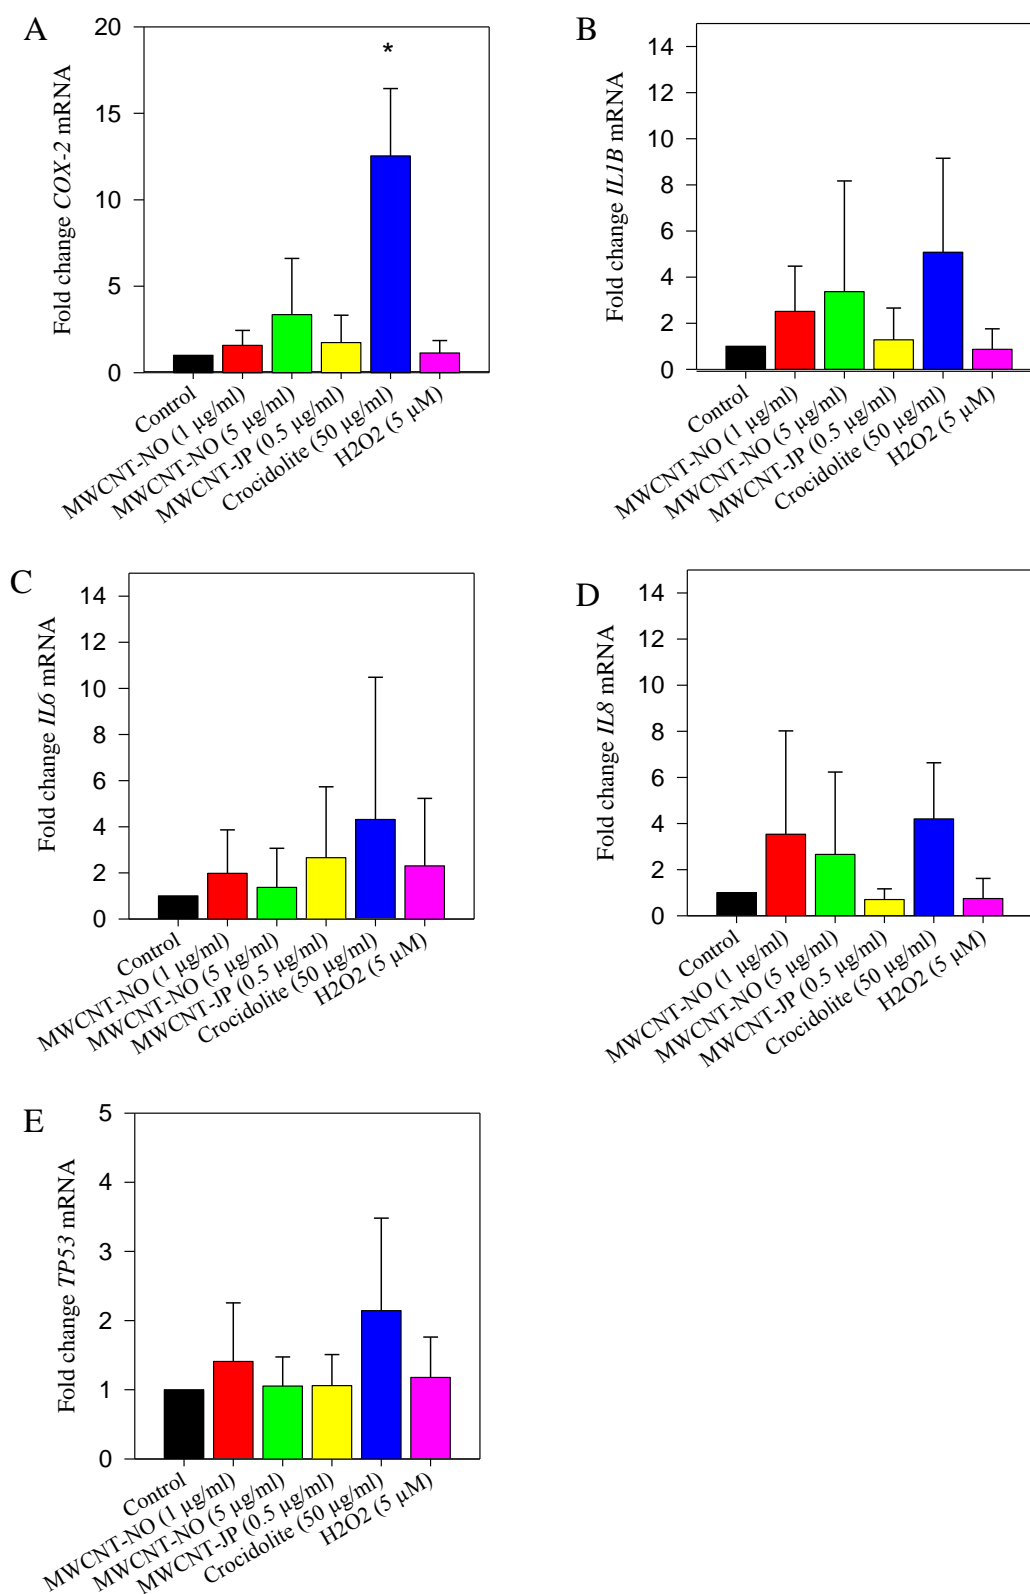 A
Fold change COX-2 mRNA
20
15
10
5
0
*
Control
MWCNT-NO (1 µg/ml)
MWCNT-NO (5 µg/ml)
MWCNT-JP (0.5 µg/ml)
Crocidolite (50 µg/ml)
H2O2 (5 µM)
B
Fold change IL1B mRNA
14
12
10
8
6
4
2
0
Control
MWCNT-NO (1 µg/ml)
MWCNT-NO (5 µg/ml)
MWCNT-JP (0.5 µg/ml)
Crocidolite (50 µg/ml)
H2O2 (5 µM)
C
Fold change IL6 mRNA
14
12
10
8
6
4
2
0
Control
MWCNT-NO (1 µg/ml)
MWCNT-NO (5 µg/ml)
MWCNT-JP (0.5 µg/ml)
Crocidolite (50 µg/ml)
H2O2 (5 µM)
D
Fold change IL8 mRNA
14
12
10
8
6
4
2
0
Control
MWCNT-NO (1 µg/ml)
MWCNT-NO (5 µg/ml)
MWCNT-JP (0.5 µg/ml)
Crocidolite (50 µg/ml)
H2O2 (5 µM)
E
Fold change TP53 mRNA
5
4
3
2
1
0
Control
MWCNT-NO (1 µg/ml)
MWCNT-NO (5 µg/ml)
MWCNT-JP (0.5 µg/ml)
Crocidolite (50 µg/ml)
H2O2 (5 µM)